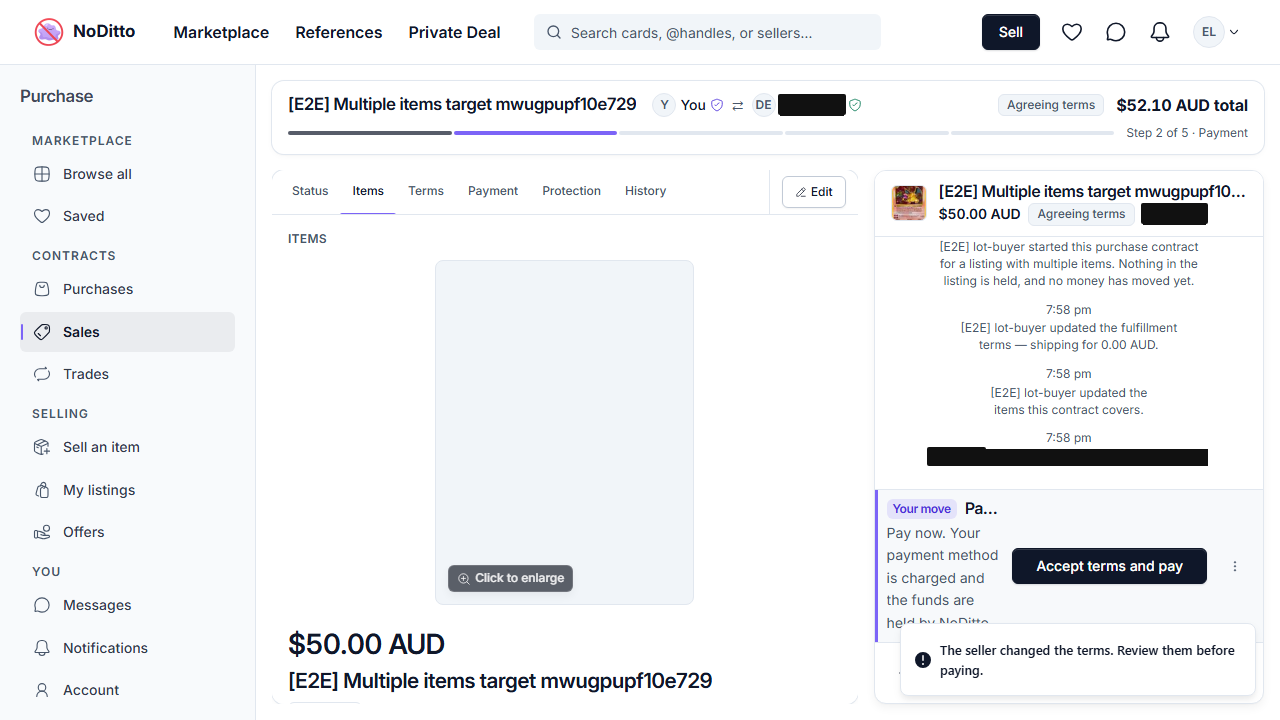 NoDitto
Marketplace
References
Private Deal
Search cards, @handles, or sellers...
Sell
EL
Purchase
MARKETPLACE
Browse all
Saved
CONTRACTS
Purchases
Sales
Trades
SELLING
Sell an item
My listings
Offers
YOU
Messages
Notifications
Account
[E2E] Multiple items target mwugpupf10e729
Y You
DE
Agreeing terms
$52.10 AUD total
Step 2 of 5 · Payment
Status
Items
Terms
Payment
Protection
History
Edit
ITEMS
Click to enlarge
$50.00 AUD
[E2E] Multiple items target mwugpupf10e729
[E2E] Multiple items target mwugpupf10...
$50.00 AUD
Agreeing terms
[E2E] lot-buyer started this purchase contract
for a listing with multiple items. Nothing in the
listing is held, and no money has moved yet.
7:58 pm
[E2E] lot-buyer updated the fulfillment
terms — shipping for 0.00 AUD.
7:58 pm
[E2E] lot-buyer updated the
items this contract covers.
7:58 pm
Your move
Pa...
Pay now. Your
payment method
is charged and
the funds are
held by NoDitto
Accept terms and pay
The seller changed the terms. Review them before
paying.